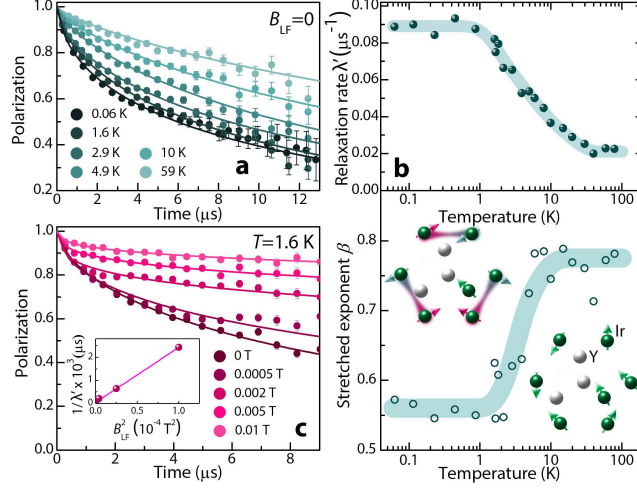 1.0
0.8
0.6
0.4
0.2
Polarization
B_LF=0
0.06 K
1.6 K
2.9 K
4.9 K
10 K
59 K
a
0 2 4 6 8 10 12
Time (μs)
0.10
0.08
0.06
0.04
0.02
0.00
Relaxation rate λ' (μs⁻¹)
b
0.1 1 10 100
Temperature (K)
1.0
0.8
0.6
0.4
0.2
0.0
Polarization
T=1.6 K
2
1
0
1/λ' x 10³ (μs)
0.0 0.5 1.0
B²_LF (10⁻⁴ T²)
0 T
0.0005 T
0.002 T
0.005 T
0.01 T
c
0 2 4 6 8
Time (μs)
0.8
0.7
0.6
0.5
Stretched exponent β
Ir
Y
0.1 1 10 100
Temperature (K)